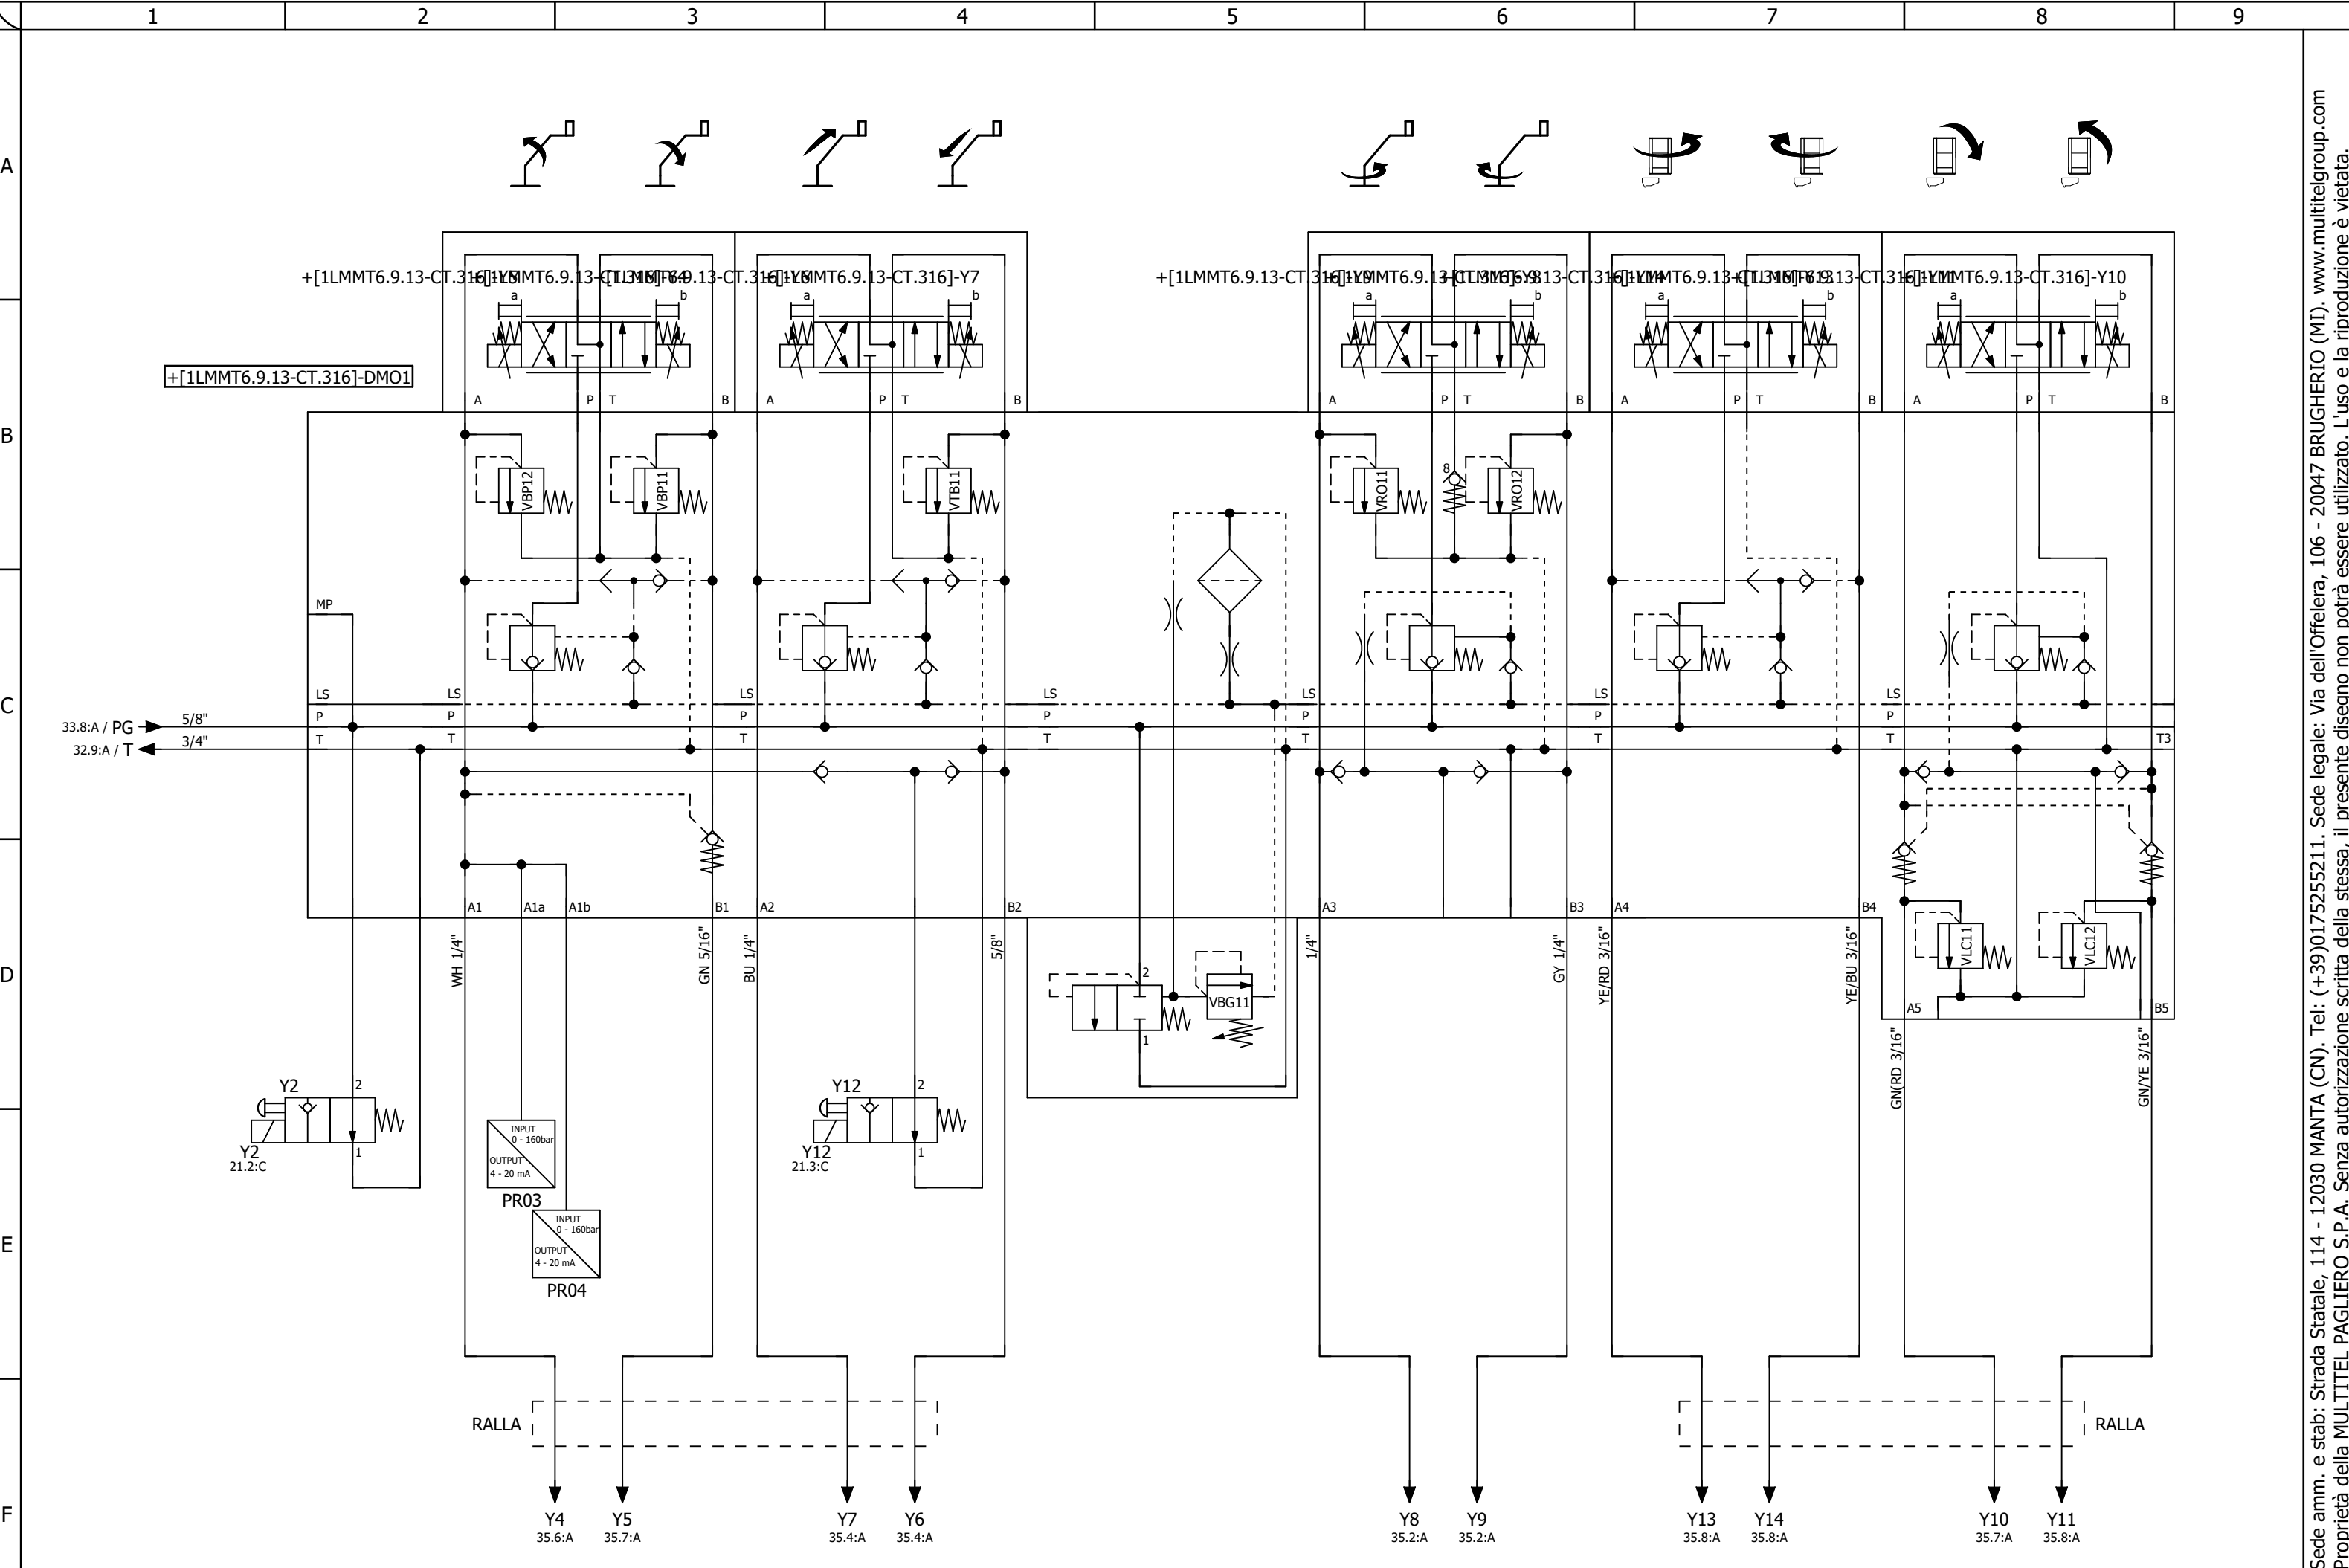 1 2 3 4 5 6 7 8 9
A
B
C
D
E
F
+[1LMMT6.9.13-CT.316]-Y7
+[1LMMT6.9.13-CT.316]-Y10
a b a b a b a b a b
+[1LMMT6.9.13-CT.316]-DMO1
A P T B A P T B A P T B A P T B A P T B
VBP12 VBP11 VTB11 VRO11 8 VRO12
MP
LS LS LS LS LS LS LS
33.8:A / PG 5/8" P P P P P P P
32.9:A / T 3/4" T T T T T T T T3
A1 A1a A1b B1 A2 B2 A3 B3 A4 B4
WH 1/4" GN 5/16" BU 1/4" 5/8" 1/4" GY 1/4" YE/RD 3/16" YE/BU 3/16"
VLC11 VLC12
2 VBG11
1
A5 B5
GN(RD 3/16" GN/YE 3/16"
Y2 2
Y2 1
21.2:C
Y12 2
Y12 1
21.3:C
INPUT
0 - 160bar
OUTPUT
4 - 20 mA
PR03
INPUT
0 - 160bar
OUTPUT
4 - 20 mA
PR04
RALLA RALLA
Y4 Y5 Y7 Y6 Y8 Y9 Y13 Y14 Y10 Y11
35.6:A 35.7:A 35.4:A 35.4:A 35.2:A 35.2:A 35.8:A 35.8:A 35.7:A 35.8:A
Sede amm. e stab: Strada Statale, 114 - 12030 MANTA (CN). Tel: (+39)0175255211. Sede legale: Via dell'Offelera, 106 - 20047 BRUGHERIO (MI). www.multitelgroup.com
Proprietà della MULTITEL PAGLIERO S.P.A. Senza autorizzazione scritta della stessa, il presente disegno non potrà essere utilizzato. L'uso e la riproduzione è vietata.